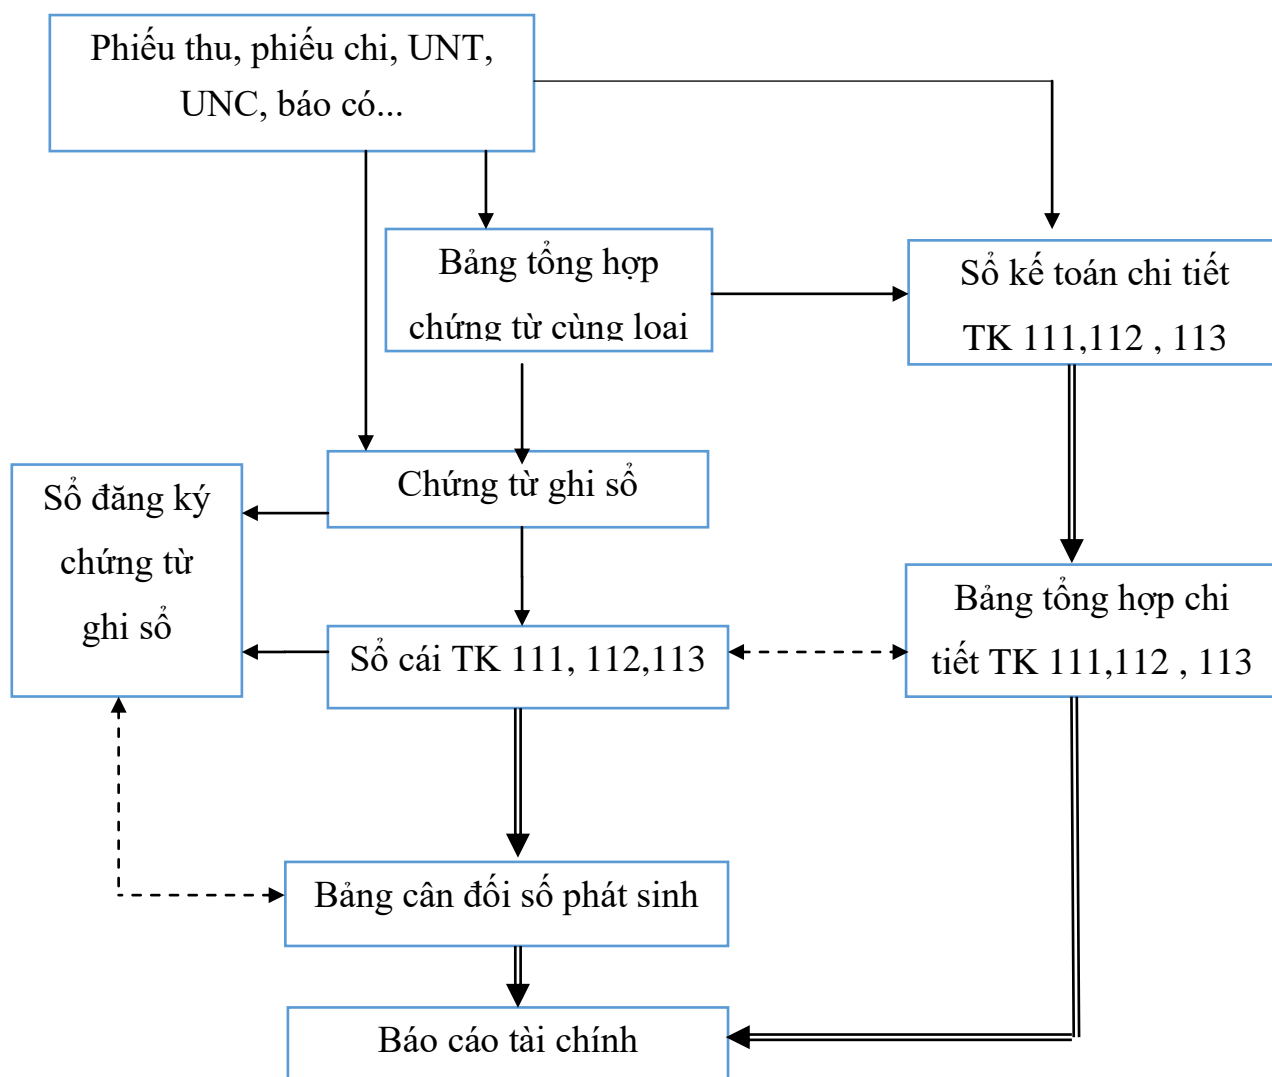 Phiếu thu, phiếu chi, UNT,
UNC, báo có...
Bảng tổng hợp
chứng từ cùng loại
Sổ kế toán chi tiết
TK 111,112 , 113
Chứng từ ghi sổ
Sổ đăng ký
chứng từ
ghi sổ
Sổ cái TK 111, 112,113
Bảng tổng hợp chi
tiết TK 111,112 , 113
Bảng cân đối số phát sinh
Báo cáo tài chính